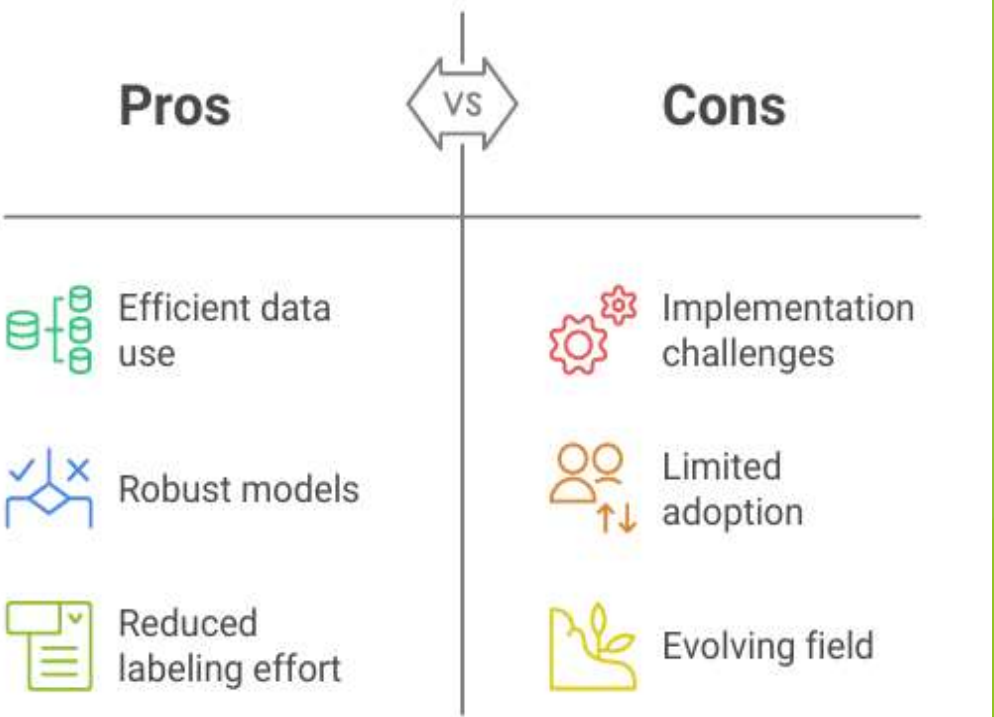 Pros
VS
Cons
Efficient data
use
Implementation
challenges
Robust models
Limited
adoption
Reduced
labeling effort
Evolving field